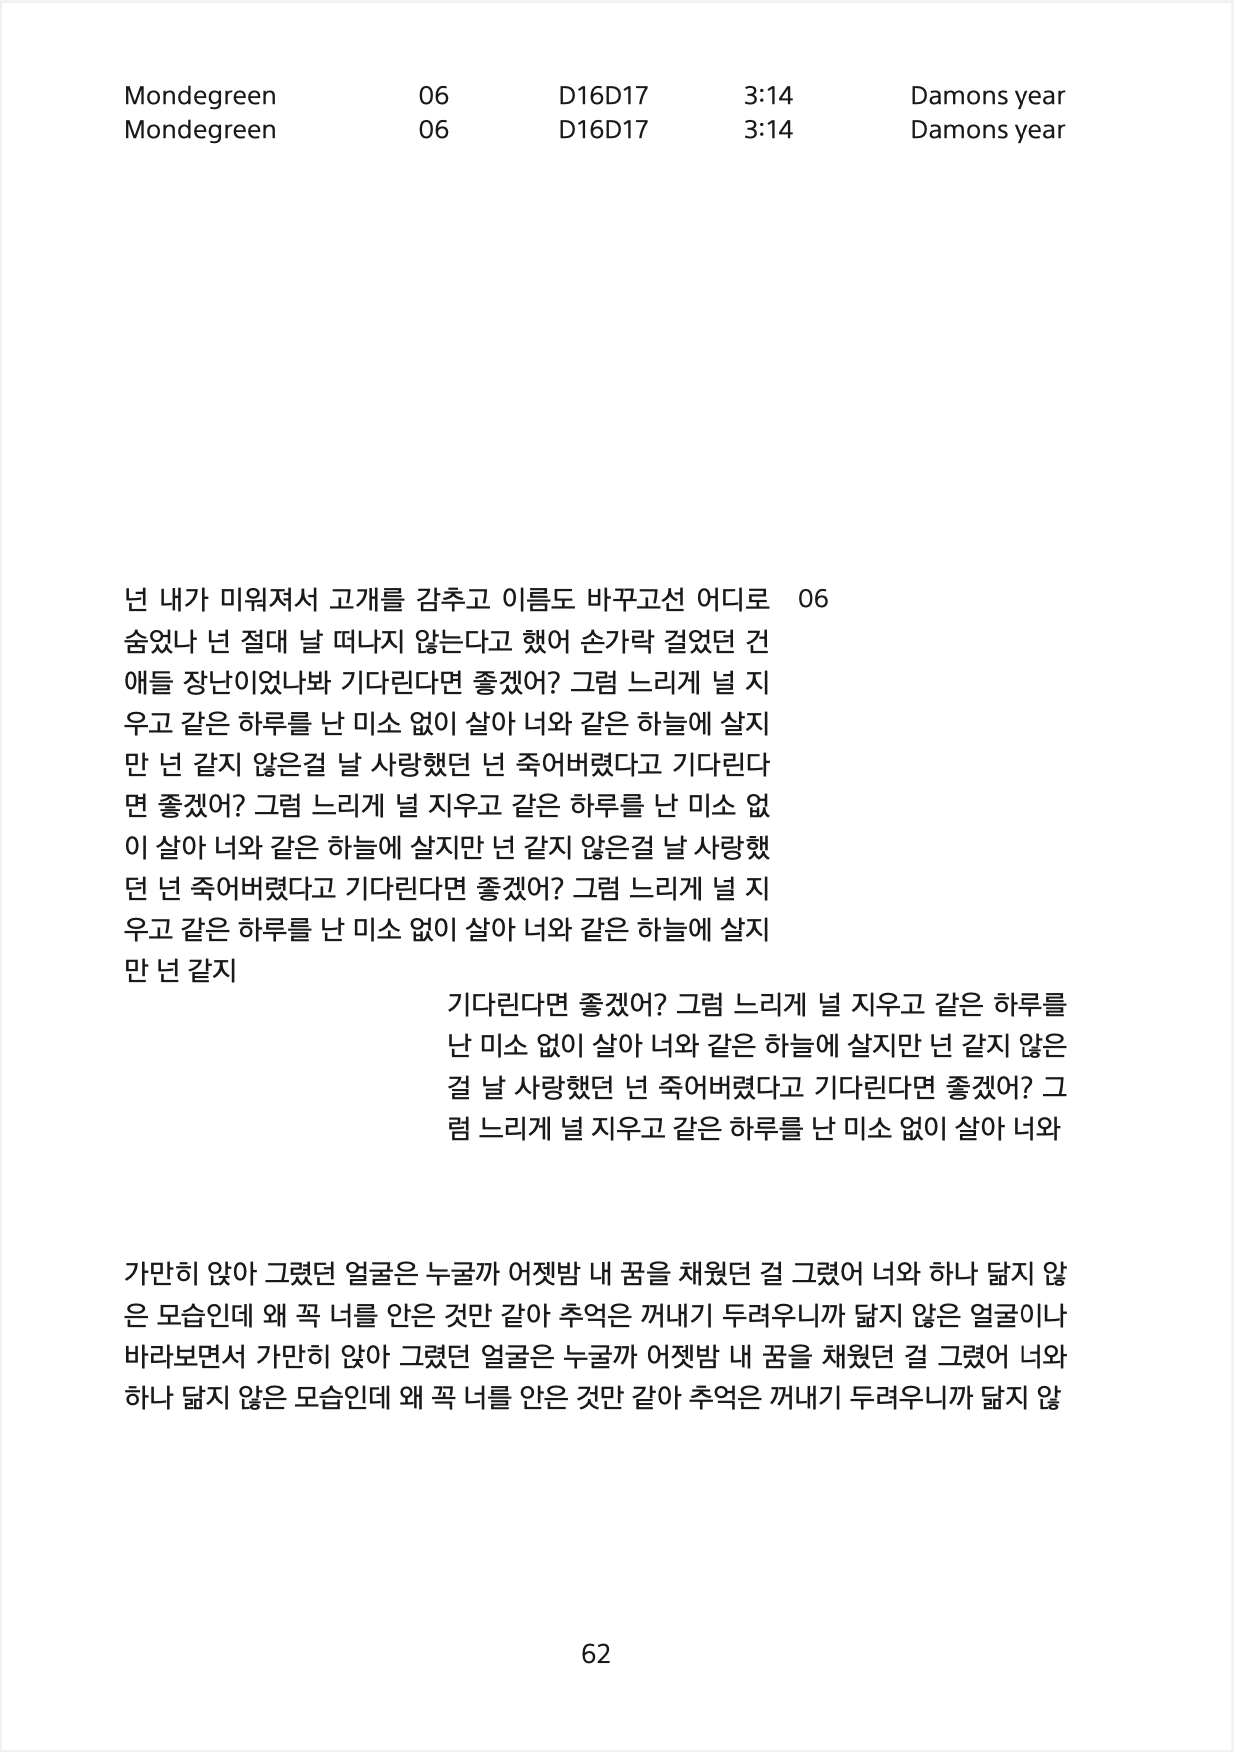 Mondegreen 06 D16D17 3:14 Damons year
Mondegreen 06 D16D17 3:14 Damons year
넌 내가 미워져서 고개를 감추고 이름도 바꾸고선 어디로 06
숨었나 넌 절대 날 떠나지 않는다고 했어 손가락 걸었던 건
애들 장난이었나봐 기다린다면 좋겠어? 그럼 느리게 널 지
우고 같은 하루를 난 미소 없이 살아 너와 같은 하늘에 살지
만 넌 같지 않은걸 날 사랑했던 넌 죽어버렸다고 기다린다
면 좋겠어? 그럼 느리게 널 지우고 같은 하루를 난 미소 없
이 살아 너와 같은 하늘에 살지만 넌 같지 않은걸 날 사랑했
던 넌 죽어버렸다고 기다린다면 좋겠어? 그럼 느리게 널 지
우고 같은 하루를 난 미소 없이 살아 너와 같은 하늘에 살지
만 넌 같지
기다린다면 좋겠어? 그럼 느리게 널 지우고 같은 하루를
난 미소 없이 살아 너와 같은 하늘에 살지만 넌 같지 않은
걸 날 사랑했던 넌 죽어버렸다고 기다린다면 좋겠어? 그
럼 느리게 널 지우고 같은 하루를 난 미소 없이 살아 너와
가만히 앉아 그렸던 얼굴은 누굴까 어젯밤 내 꿈을 채웠던 걸 그렸어 너와 하나 닮지 않
은 모습인데 왜 꼭 너를 안은 것만 같아 추억은 꺼내기 두려우니까 닮지 않은 얼굴이나
바라보면서 가만히 앉아 그렸던 얼굴은 누굴까 어젯밤 내 꿈을 채웠던 걸 그렸어 너와
하나 닮지 않은 모습인데 왜 꼭 너를 안은 것만 같아 추억은 꺼내기 두려우니까 닮지 않
62